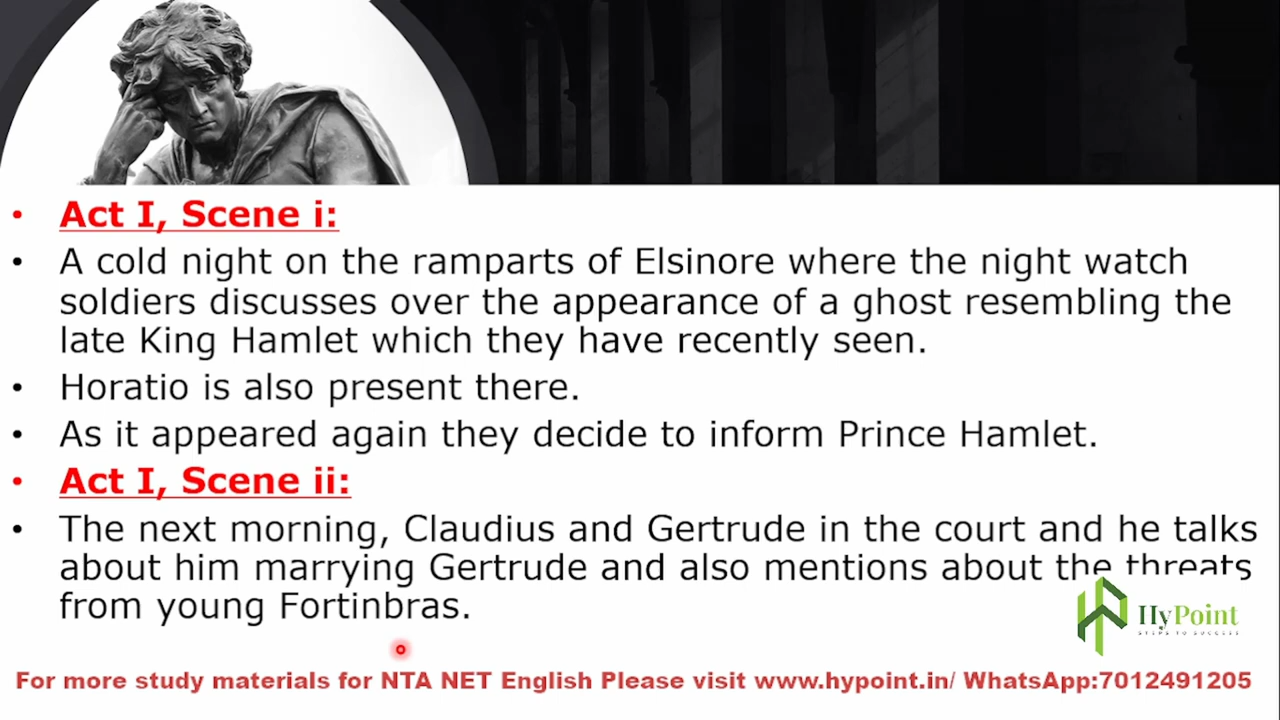 • Act I, Scene i:
• A cold night on the ramparts of Elsinore where the night watch
soldiers discusses over the appearance of a ghost resembling the
late King Hamlet which they have recently seen.
• Horatio is also present there.
• As it appeared again they decide to inform Prince Hamlet.
• Act I, Scene ii:
• The next morning, Claudius and Gertrude in the court and he talks
about him marrying Gertrude and also mentions about the threats
from young Fortinbras.
HyPoint
STEPS TO SUCCESS
For more study materials for NTA NET English Please visit www.hypoint.in/ WhatsApp:7012491205